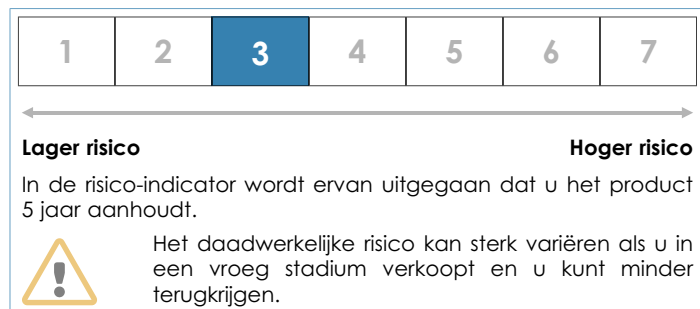 1 2 3 4 5 6 7
Lager risico Hoger risico
In de risico-indicator wordt ervan uitgegaan dat u het product
5 jaar aanhoudt.
Het daadwerkelijke risico kan sterk variëren als u in
een vroeg stadium verkoopt en u kunt minder
terugkrijgen.